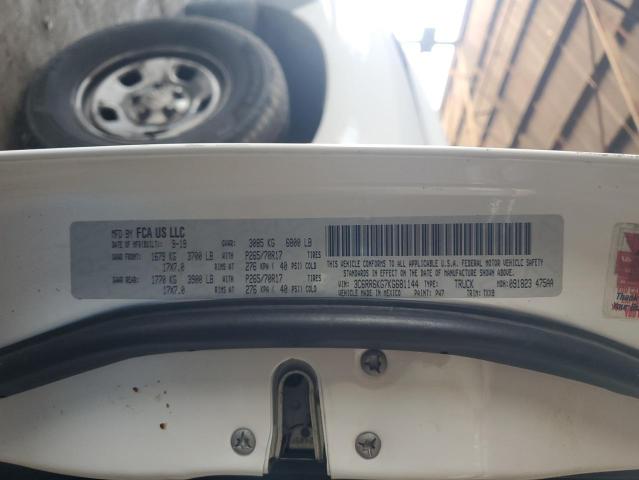 MFD BY FCA US LLC
DATE OF MFR(BUILT): 9-19 GVWR: 3085 KG 6800 LB
GAWR FRONT: 1679 KG 3700 LB WITH P265/70R17 TIRES
17X7.0 RIMS AT 276 KPA ( 40 PSI) COLD
GAWR REAR: 1770 KG 3900 LB WITH P265/70R17 TIRES
17X7.0 RIMS AT 276 KPA ( 40 PSI) COLD
THIS VEHICLE CONFORMS TO ALL APPLICABLE U.S.A. FEDERAL MOTOR VEHICLE SAFETY
STANDARDS IN EFFECT ON THE DATE OF MANUFACTURE SHOWN ABOVE.
VIN: 3C6RR6KG7KG681144 TYPE: TRUCK MDH: 091823 475AA
VEHICLE MADE IN MEXICO PAINT: PW7 TRIM: TXX8
Thank